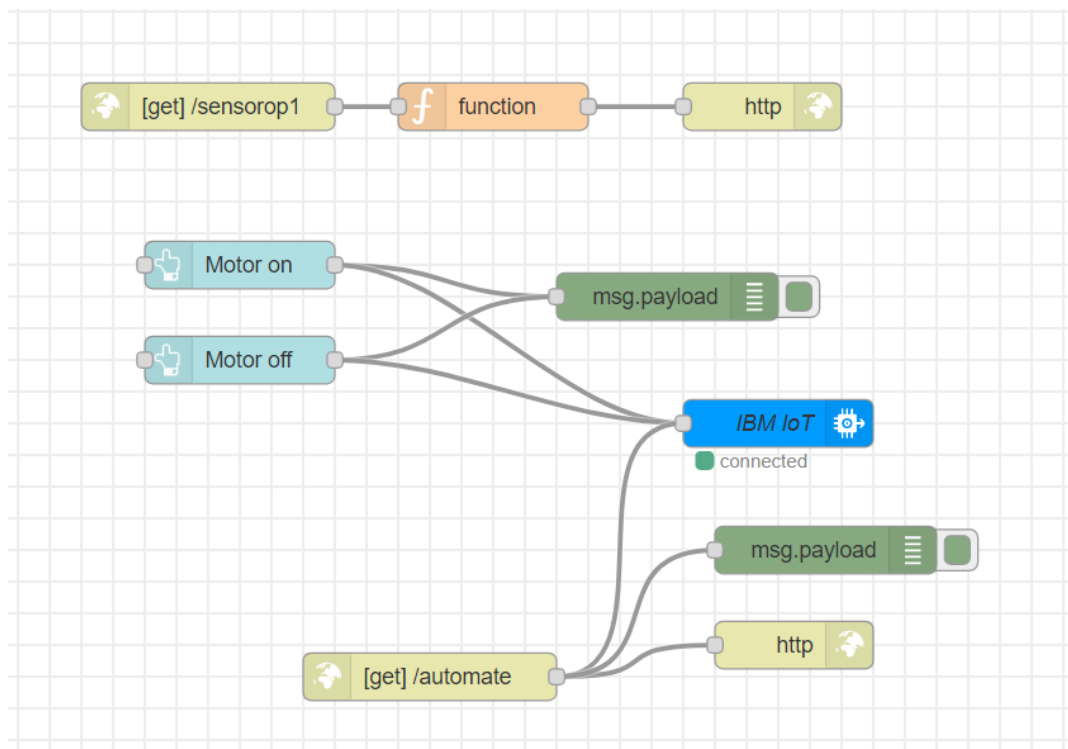 [get] /sensorop1
function
http
Motor on
msg.payload
Motor off
IBM IoT
connected
msg.payload
http
[get] /automate